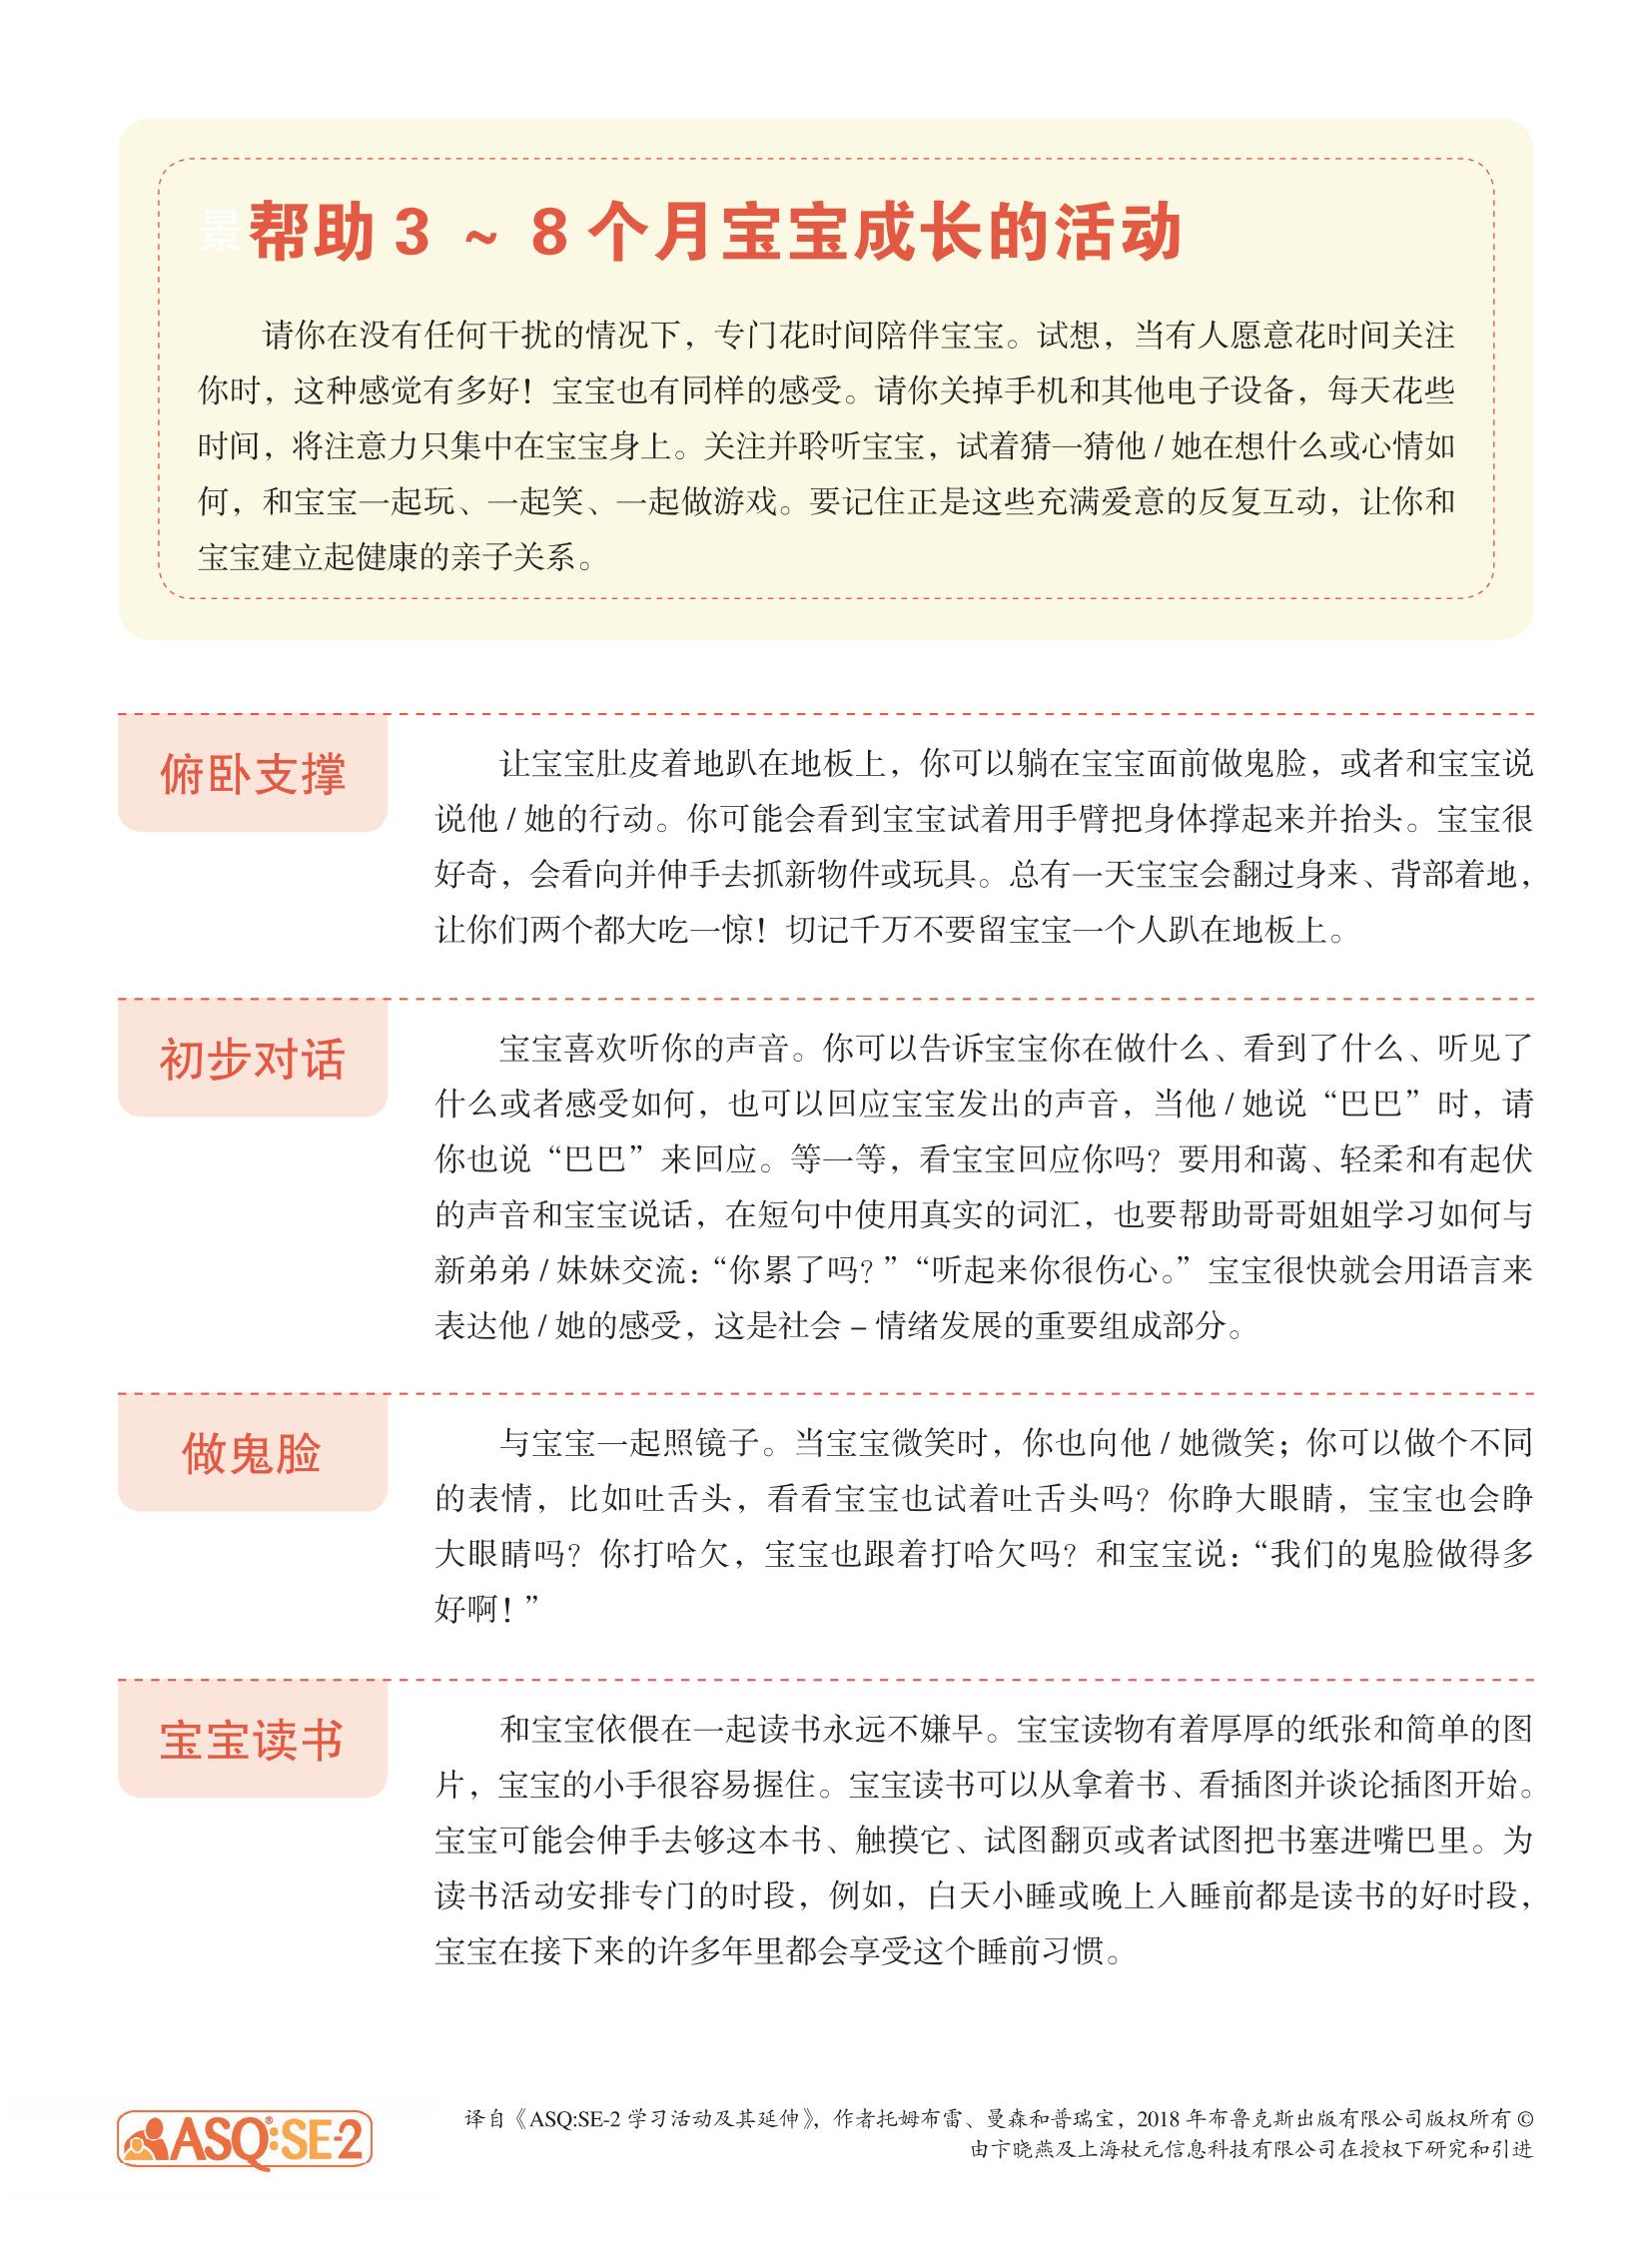 景帮助 3 ~ 8 个月宝宝成长的活动
请你在没有任何干扰的情况下，专门花时间陪伴宝宝。试想，当有人愿意花时间关注
你时，这种感觉有多好！宝宝也有同样的感受。请你关掉手机和其他电子设备，每天花些
时间，将注意力只集中在宝宝身上。关注并聆听宝宝，试着猜一猜他 / 她在想什么或心情如
何，和宝宝一起玩、一起笑、一起做游戏。要记住正是这些充满爱意的反复互动，让你和
宝宝建立起健康的亲子关系。
俯卧支撑
让宝宝肚皮着地趴在地板上，你可以躺在宝宝面前做鬼脸，或者和宝宝说
说他 / 她的行动。你可能会看到宝宝试着用手臂把身体撑起来并抬头。宝宝很
好奇，会看向并伸手去抓新物件或玩具。总有一天宝宝会翻过身来、背部着地，
让你们两个都大吃一惊！切记千万不要留宝宝一个人趴在地板上。
初步对话
宝宝喜欢听你的声音。你可以告诉宝宝你在做什么、看到了什么、听见了
什么或者感受如何，也可以回应宝宝发出的声音，当他 / 她说“巴巴”时，请
你也说“巴巴”来回应。等一等，看宝宝回应你吗？要用和蔼、轻柔和有起伏
的声音和宝宝说话，在短句中使用真实的词汇，也要帮助哥哥姐姐学习如何与
新弟弟 / 妹妹交流：“你累了吗？”“听起来你很伤心。”宝宝很快就会用语言来
表达他 / 她的感受，这是社会 – 情绪发展的重要组成部分。
做鬼脸
与宝宝一起照镜子。当宝宝微笑时，你也向他 / 她微笑；你可以做个不同
的表情，比如吐舌头，看看宝宝也试着吐舌头吗？你睁大眼睛，宝宝也会睁
大眼睛吗？你打哈欠，宝宝也跟着打哈欠吗？和宝宝说：“我们的鬼脸做得多
好啊！”
宝宝读书
和宝宝依偎在一起读书永远不嫌早。宝宝读物有着厚厚的纸张和简单的图
片，宝宝的小手很容易握住。宝宝读书可以从拿着书、看插图并谈论插图开始。
宝宝可能会伸手去够这本书、触摸它、试图翻页或者试图把书塞进嘴巴里。为
读书活动安排专门的时段，例如，白天小睡或晚上入睡前都是读书的好时段，
宝宝在接下来的许多年里都会享受这个睡前习惯。
ASQ®:SE-2
译自《ASQ:SE-2 学习活动及其延伸》，作者托姆布雷、曼森和普瑞宝，2018 年布鲁克斯出版有限公司版权所有 ©
由卞晓燕及上海杖元信息科技有限公司在授权下研究和引进